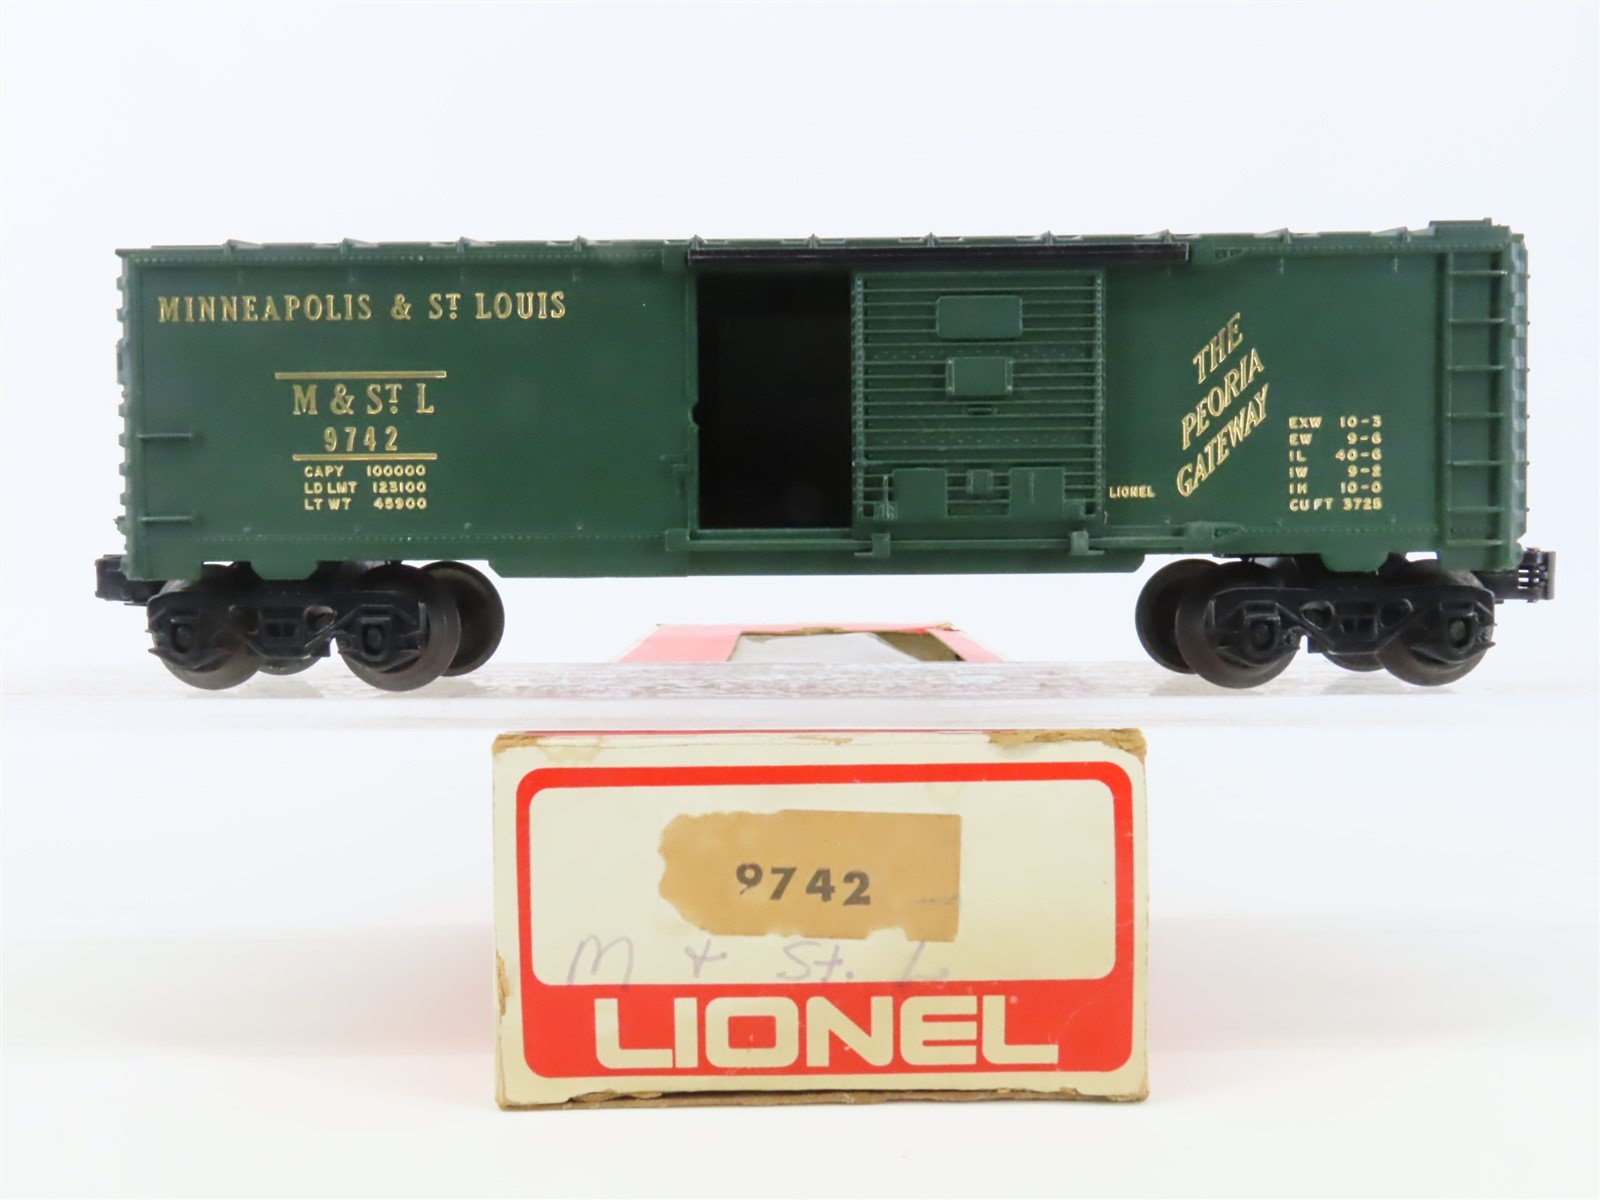 MINNEAPOLIS & ST LOUIS
M & ST L
9742
CAPY 100000
LD LMT 123100
LT WT 45900
THE
PEORIA
GATEWAY
LIONEL
EXW 10-3
EW 9-6
IL 40-6
IW 9-2
IH 10-0
CU FT 3728
9742
M + St. L.
LIONEL